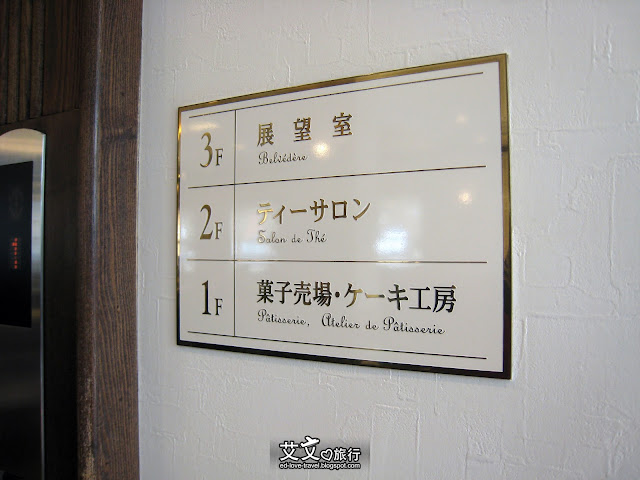 3F
展望室
Belvédère
2F
ティーサロン
Salon de Thé
1F
菓子売場・ケーキ工房
Pâtisserie, Atelier de Pâtisserie
艾文♡旅行
ed-love-travel.blogspot.com